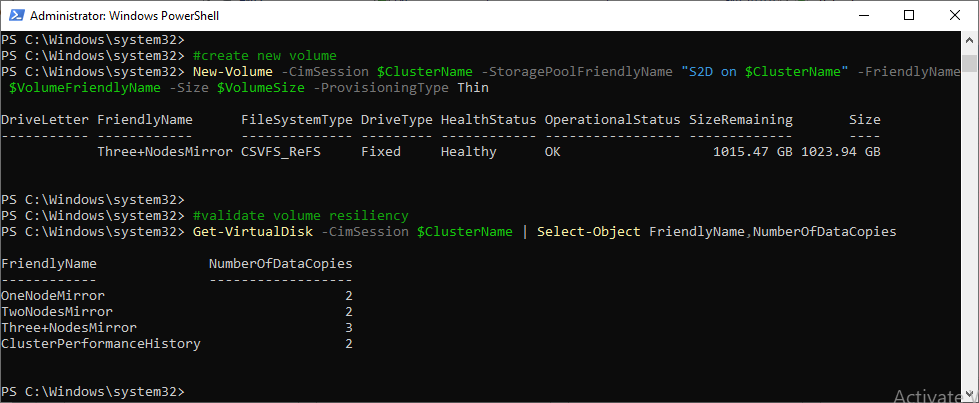 Administrator: Windows PowerShell
PS C:\Windows\system32>
PS C:\Windows\system32> #create new volume
PS C:\Windows\system32> New-Volume -CimSession $ClusterName -StoragePoolFriendlyName "S2D on $ClusterName" -FriendlyName
$VolumeFriendlyName -Size $VolumeSize -ProvisioningType Thin
DriveLetter FriendlyName      FileSystemType DriveType HealthStatus OperationalStatus SizeRemaining       Size
----------- ------------      -------------- --------- ------------ ----------------- -------------       ----
            Three+NodesMirror CSVFS_ReFS     Fixed     Healthy      OK                   1015.47 GB 1023.94 GB
PS C:\Windows\system32>
PS C:\Windows\system32> #validate volume resiliency
PS C:\Windows\system32> Get-VirtualDisk -CimSession $ClusterName | Select-Object FriendlyName,NumberOfDataCopies
FriendlyName              NumberOfDataCopies
------------              ------------------
OneNodeMirror                              2
TwoNodesMirror                             2
Three+NodesMirror                          3
ClusterPerformanceHistory                  2
PS C:\Windows\system32>
Activate